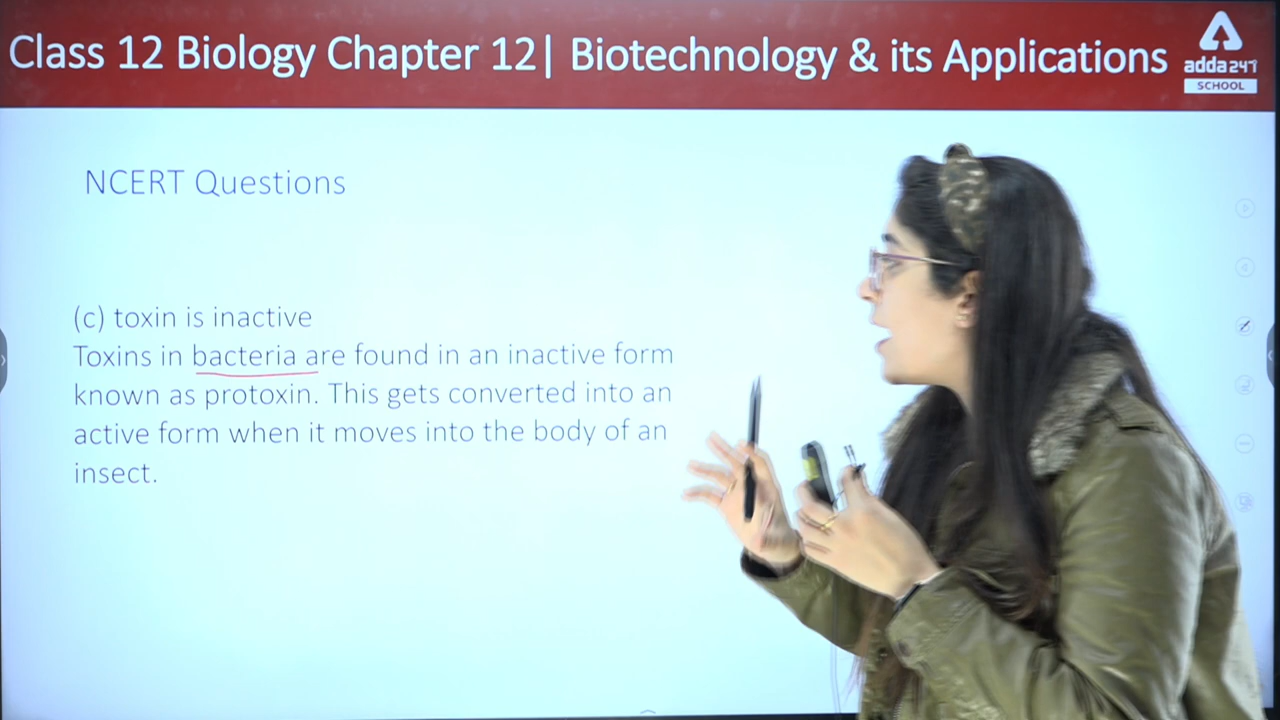 Class 12 Biology Chapter 12| Biotechnology & its Applications
adda247
SCHOOL
NCERT Questions
(c) toxin is inactive
Toxins in bacteria are found in an inactive form
known as protoxin. This gets converted into an
active form when it moves into the body of an
insect.